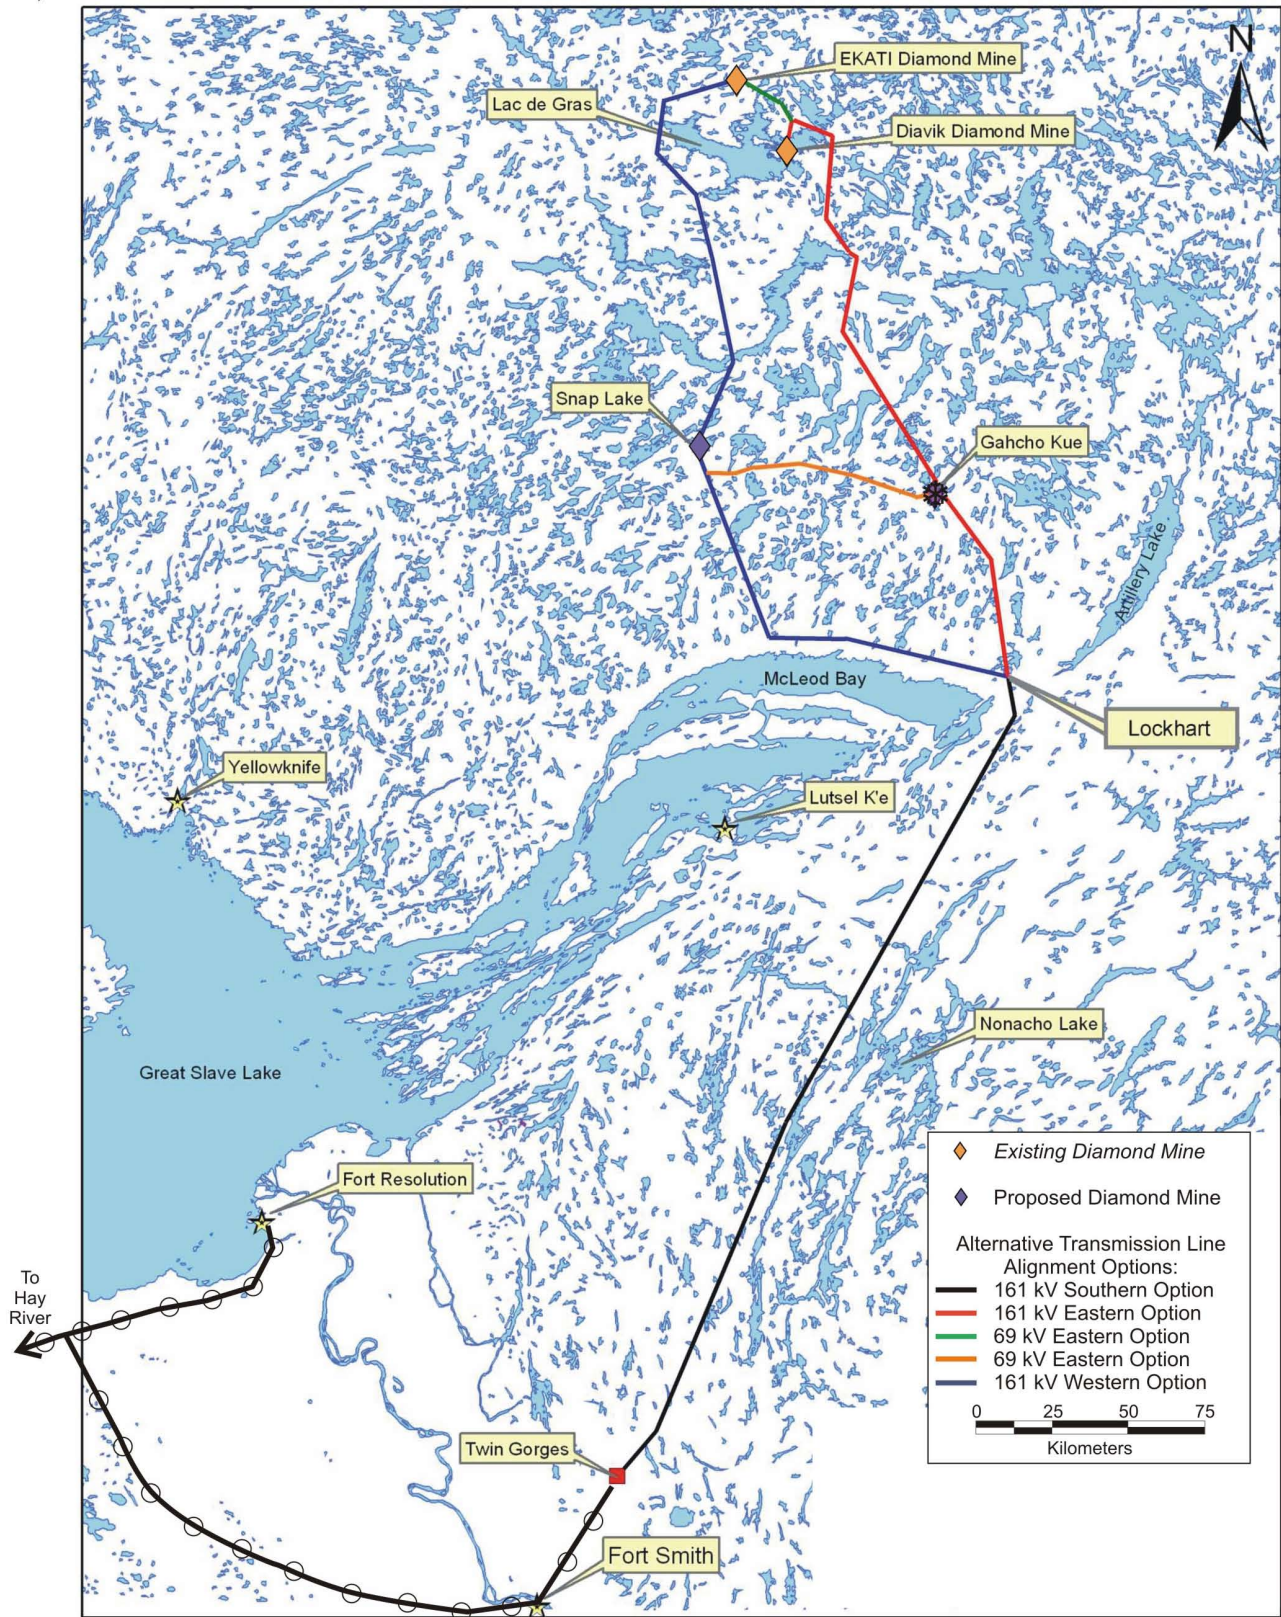 N
EKATI Diamond Mine
Lac de Gras
Diavik Diamond Mine
Snap Lake
Gahcho Kue
Artillery Lake
McLeod Bay
Lockhart
Yellowknife
Lutsel K'e
Nonacho Lake
Great Slave Lake
Fort Resolution
To
Hay
River
Twin Gorges
Fort Smith
Existing Diamond Mine
Proposed Diamond Mine
Alternative Transmission Line
Alignment Options:
161 kV Southern Option
161 kV Eastern Option
69 kV Eastern Option
69 kV Eastern Option
161 kV Western Option
0 25 50 75
Kilometers